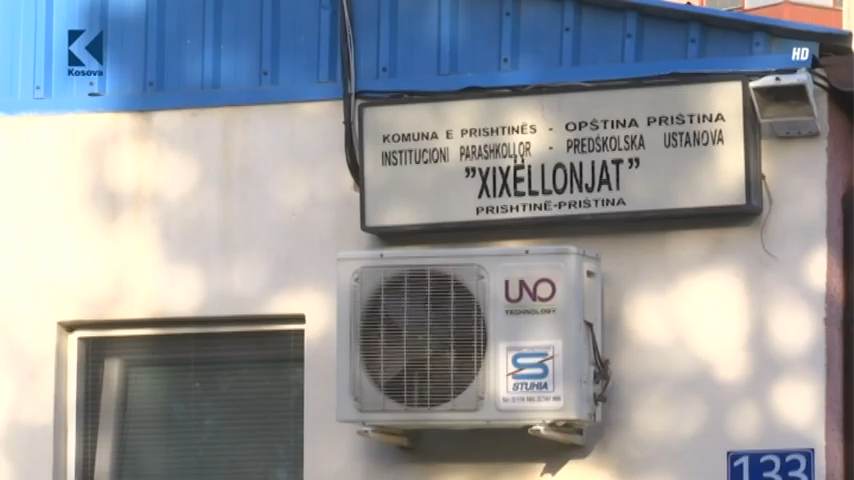 K
Kosova
HD
KOMUNA E PRISHTINËS - OPŠTINA PRIŠTINA
INSTITUCIONI PARASHKOLLOR - PREDŠKOLSKA USTANOVA
"XIXËLLONJAT"
PRISHTINË-PRIŠTINA
UNO
TECHNOLOGY
S
STUHIA
133